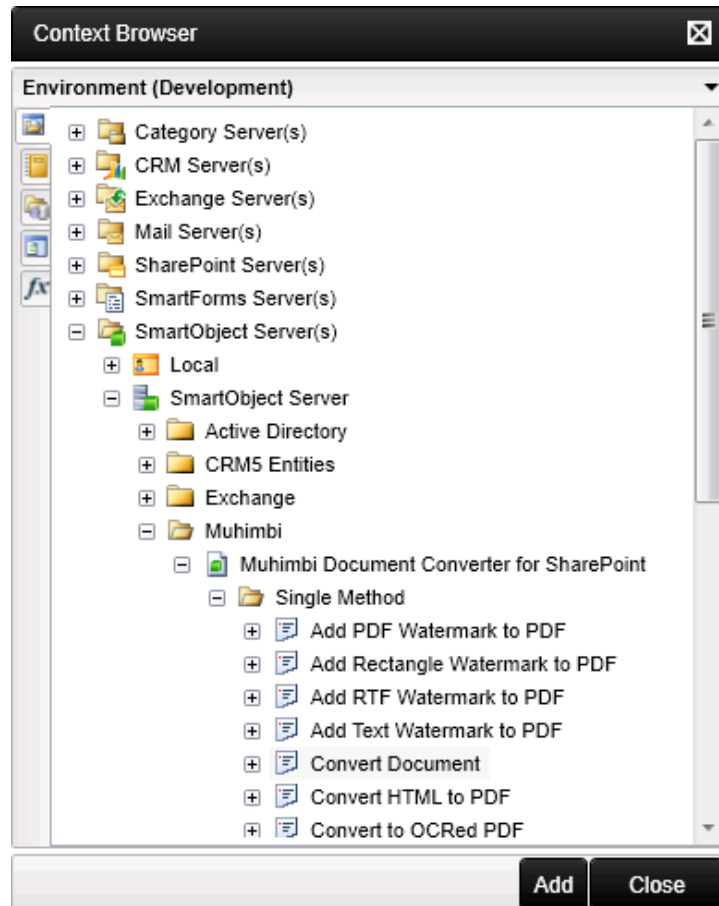 Context Browser
Environment (Development)
Category Server(s)
CRM Server(s)
Exchange Server(s)
Mail Server(s)
SharePoint Server(s)
fx
SmartForms Server(s)
SmartObject Server(s)
Local
SmartObject Server
Active Directory
CRM5 Entities
Exchange
Muhimbi
Muhimbi Document Converter for SharePoint
Single Method
Add PDF Watermark to PDF
Add Rectangle Watermark to PDF
Add RTF Watermark to PDF
Add Text Watermark to PDF
Convert Document
Convert HTML to PDF
Convert to OCRed PDF
Add Close